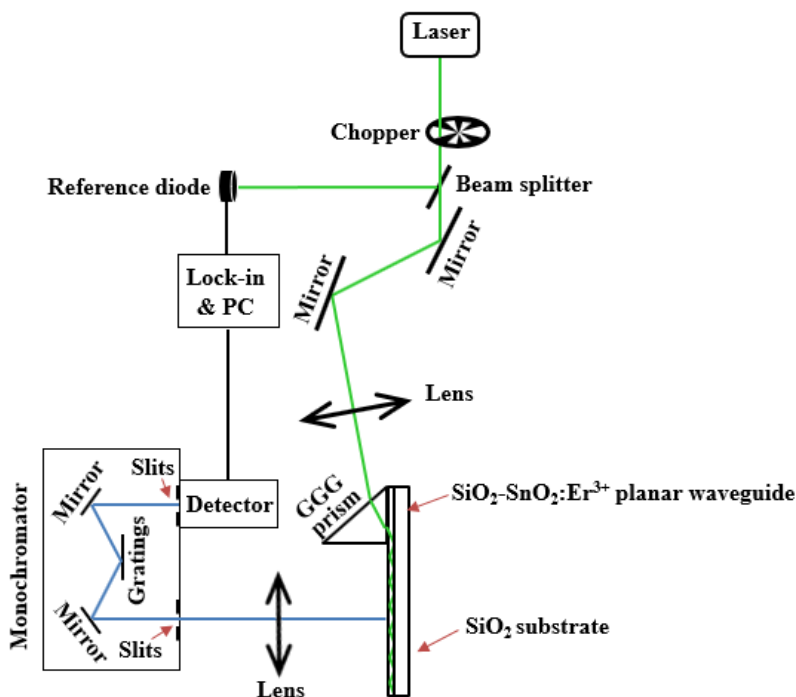 Laser
Chopper
Reference diode
Beam splitter
Mirror
Mirror
Lock-in
& PC
Lens
Slits
Mirror
Detector
GGG
prism
SiO₂-SnO₂:Er³⁺ planar waveguide
Monochromator
Gratings
Mirror
Slits
SiO₂ substrate
Lens